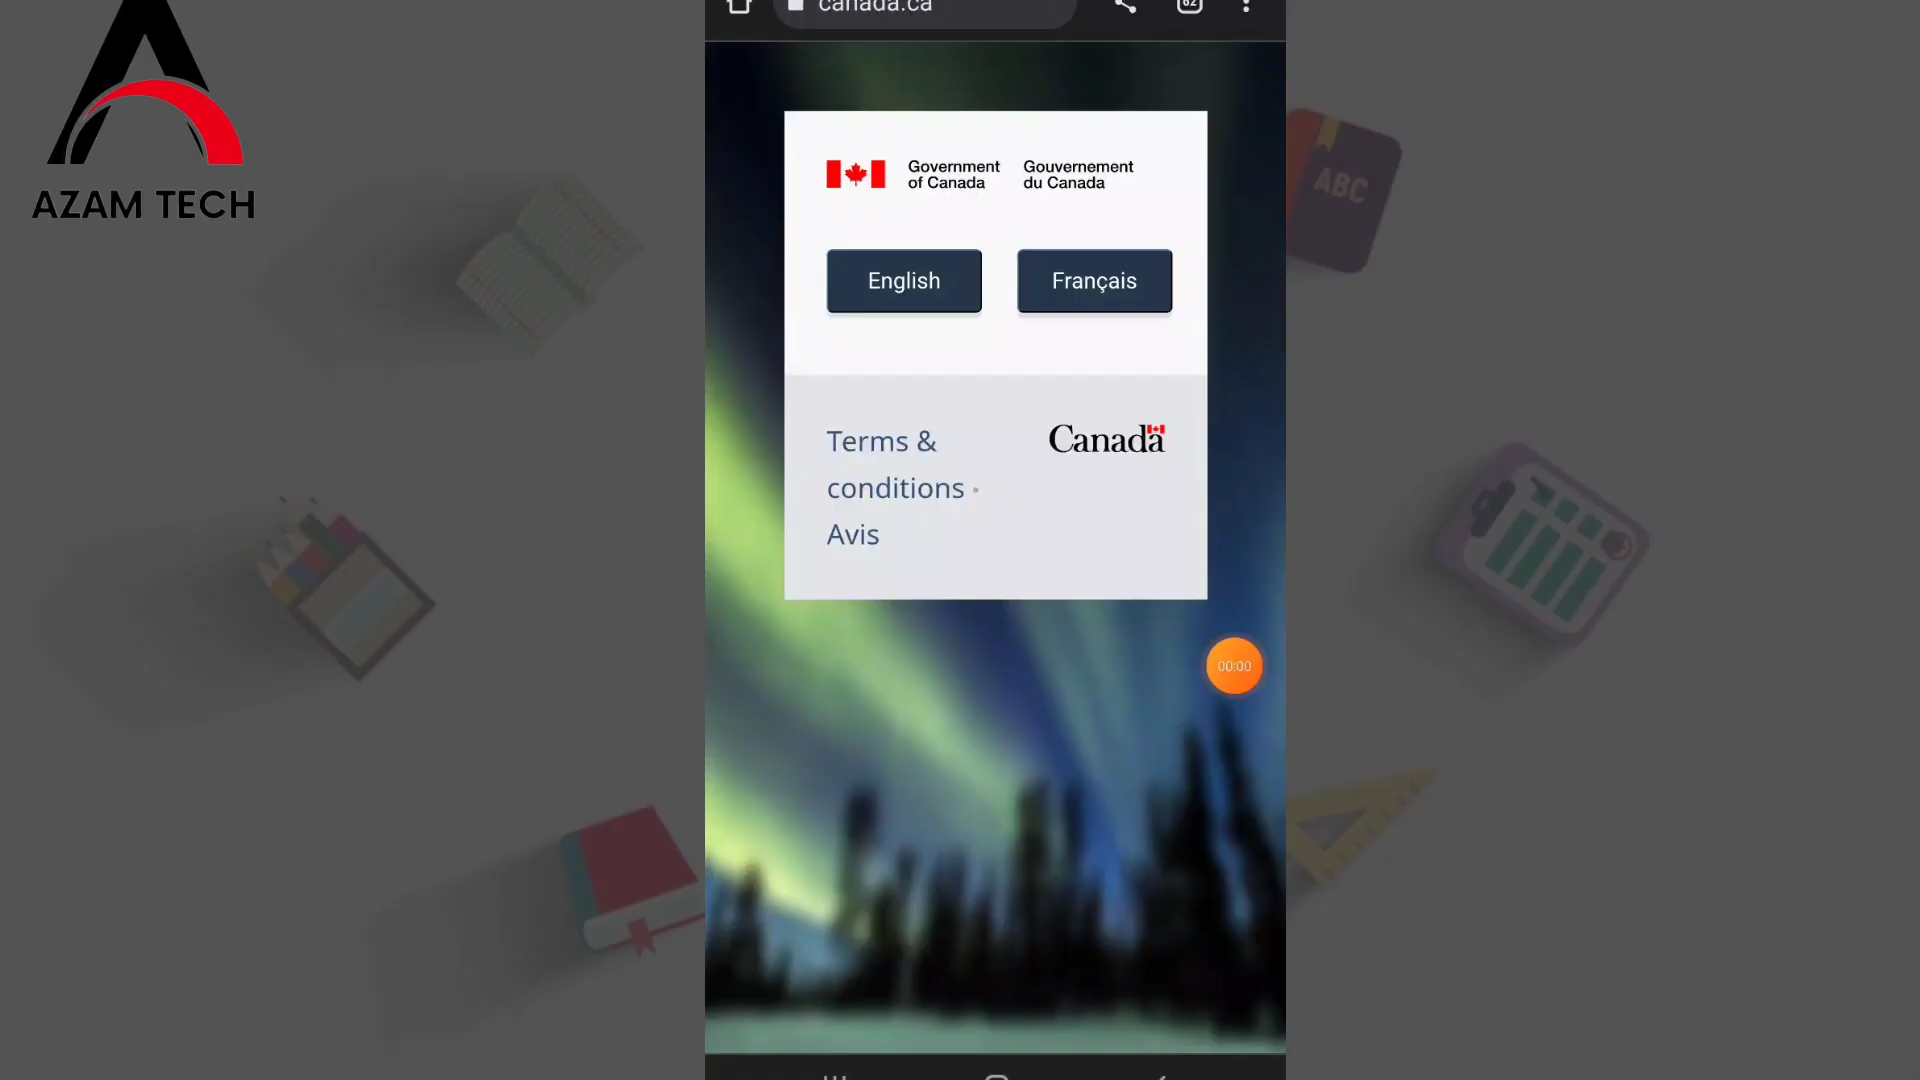 canada.ca
62
AZAM TECH
ABC
Government
of Canada
Gouvernement
du Canada
English
Français
Terms &
conditions ·
Avis
Canada
00:00